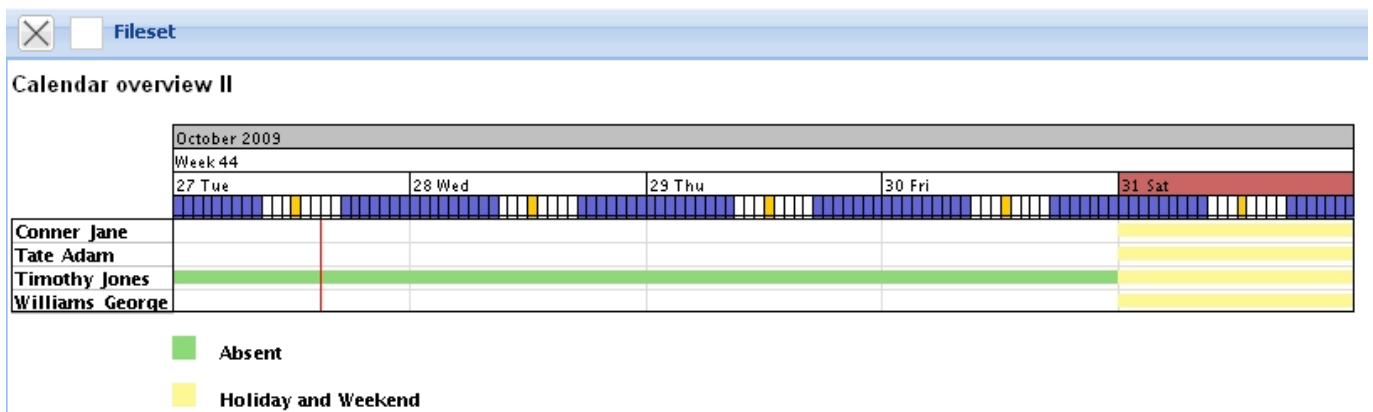 Fileset
Calendar overview II
October 2009
Week 44
27 Tue 28 Wed 29 Thu 30 Fri 31 Sat
Conner Jane
Tate Adam
Timothy Jones
Williams George
Absent
Holiday and Weekend